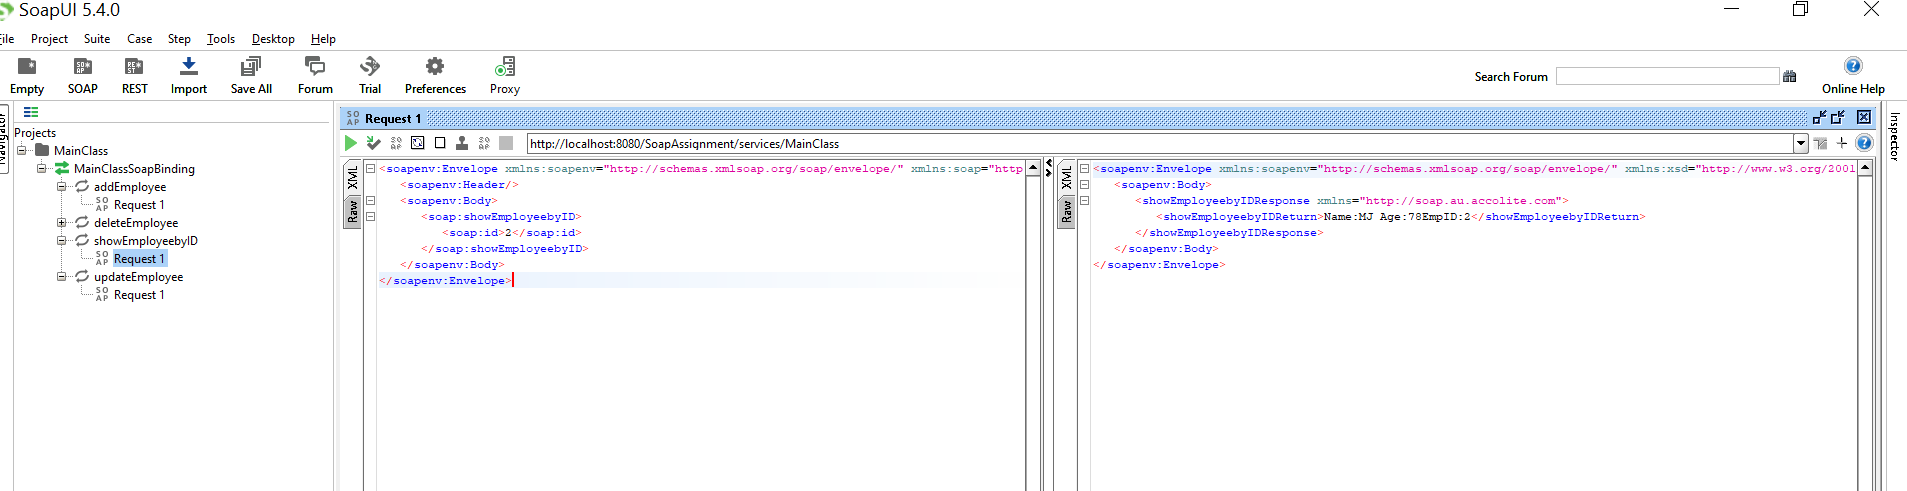 SoapUI 5.4.0
ile Project Suite Case Step Tools Desktop Help
Empty SOAP REST Import Save All Forum Trial Preferences Proxy Search Forum Online Help
Navigator
Projects
MainClass
MainClassSoapBinding
addEmployee
Request 1
deleteEmployee
showEmployeebyID
Request 1
updateEmployee
Request 1
Request 1
http://localhost:8080/SoapAssignment/services/MainClass
XML
Raw
<soapenv:Envelope xmlns:soapenv="http://schemas.xmlsoap.org/soap/envelope/" xmlns:soap="http
<soapenv:Header/>
<soapenv:Body>
<soap:showEmployeebyID>
<soap:id>2</soap:id>
</soap:showEmployeebyID>
</soapenv:Body>
</soapenv:Envelope>
XML
Raw
<soapenv:Envelope xmlns:soapenv="http://schemas.xmlsoap.org/soap/envelope/" xmlns:xsd="http://www.w3.org/2001
<soapenv:Body>
<showEmployeebyIDResponse xmlns="http://soap.au.accolite.com">
<showEmployeebyIDReturn>Name:MJ Age:78EmpID:2</showEmployeebyIDReturn>
</showEmployeebyIDResponse>
</soapenv:Body>
</soapenv:Envelope>
Inspector